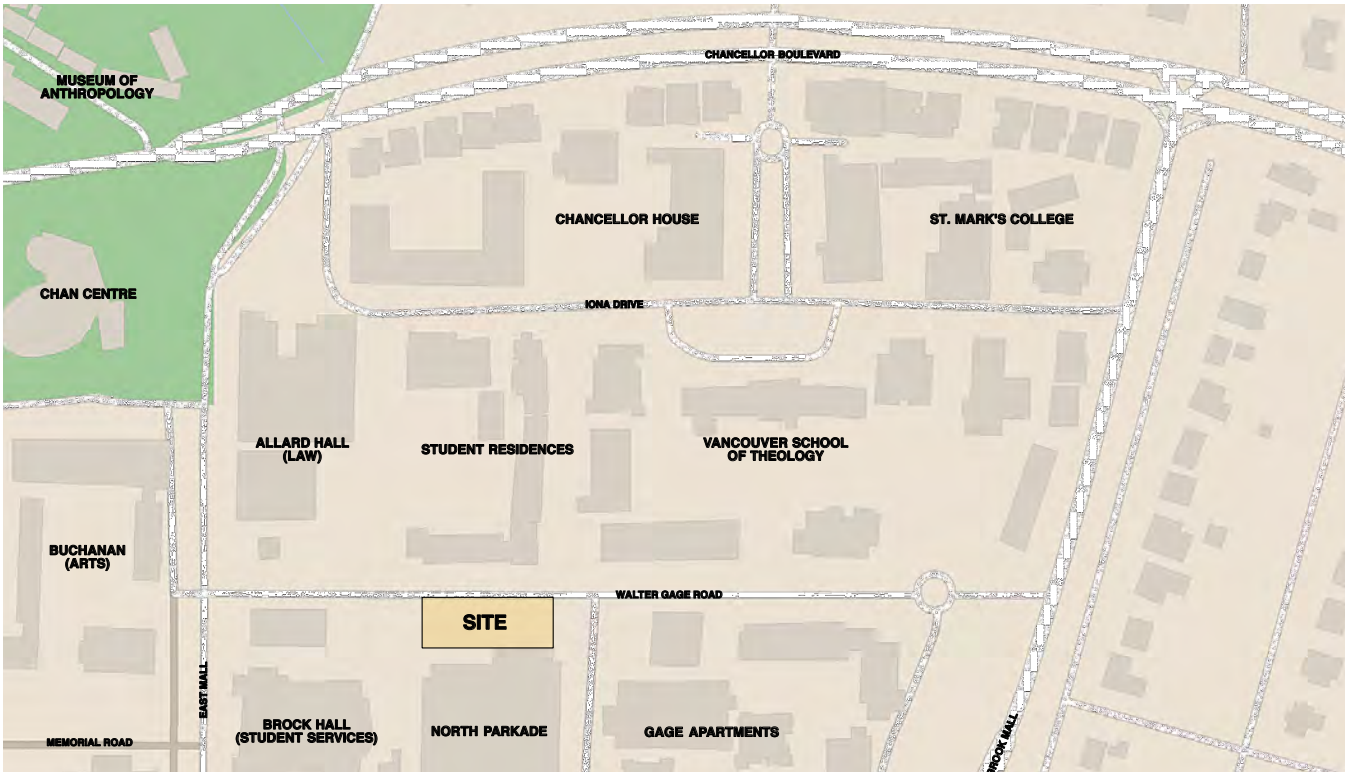 CHANCELLOR BOULEVARD
MUSEUM OF
ANTHROPOLOGY
CHANCELLOR HOUSE
ST. MARK'S COLLEGE
CHAN CENTRE
IONA DRIVE
ALLARD HALL
(LAW)
STUDENT RESIDENCES
VANCOUVER SCHOOL
OF THEOLOGY
BUCHANAN
(ARTS)
WALTER GAGE ROAD
SITE
EAST MALL
BROCK HALL
(STUDENT SERVICES)
NORTH PARKADE
GAGE APARTMENTS
MEMORIAL ROAD
BROOK MALL